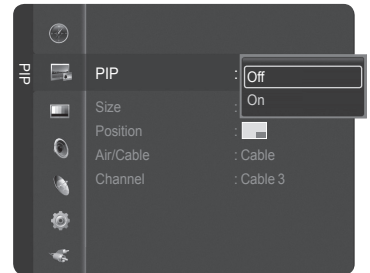 PIP
PIP : Off
On
Size :
Position :
Air/Cable : Cable
Channel : Cable 3